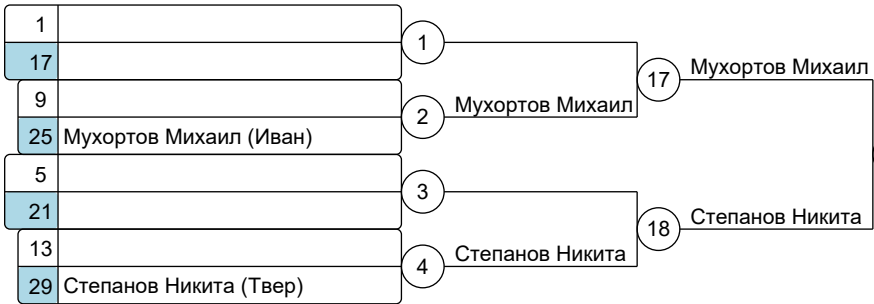 1
1
17
Мухортов Михаил
17
9
2
Мухортов Михаил
25 Мухортов Михаил (Иван)
5
3
21
18
Степанов Никита
13
4
Степанов Никита
29 Степанов Никита (Твер)